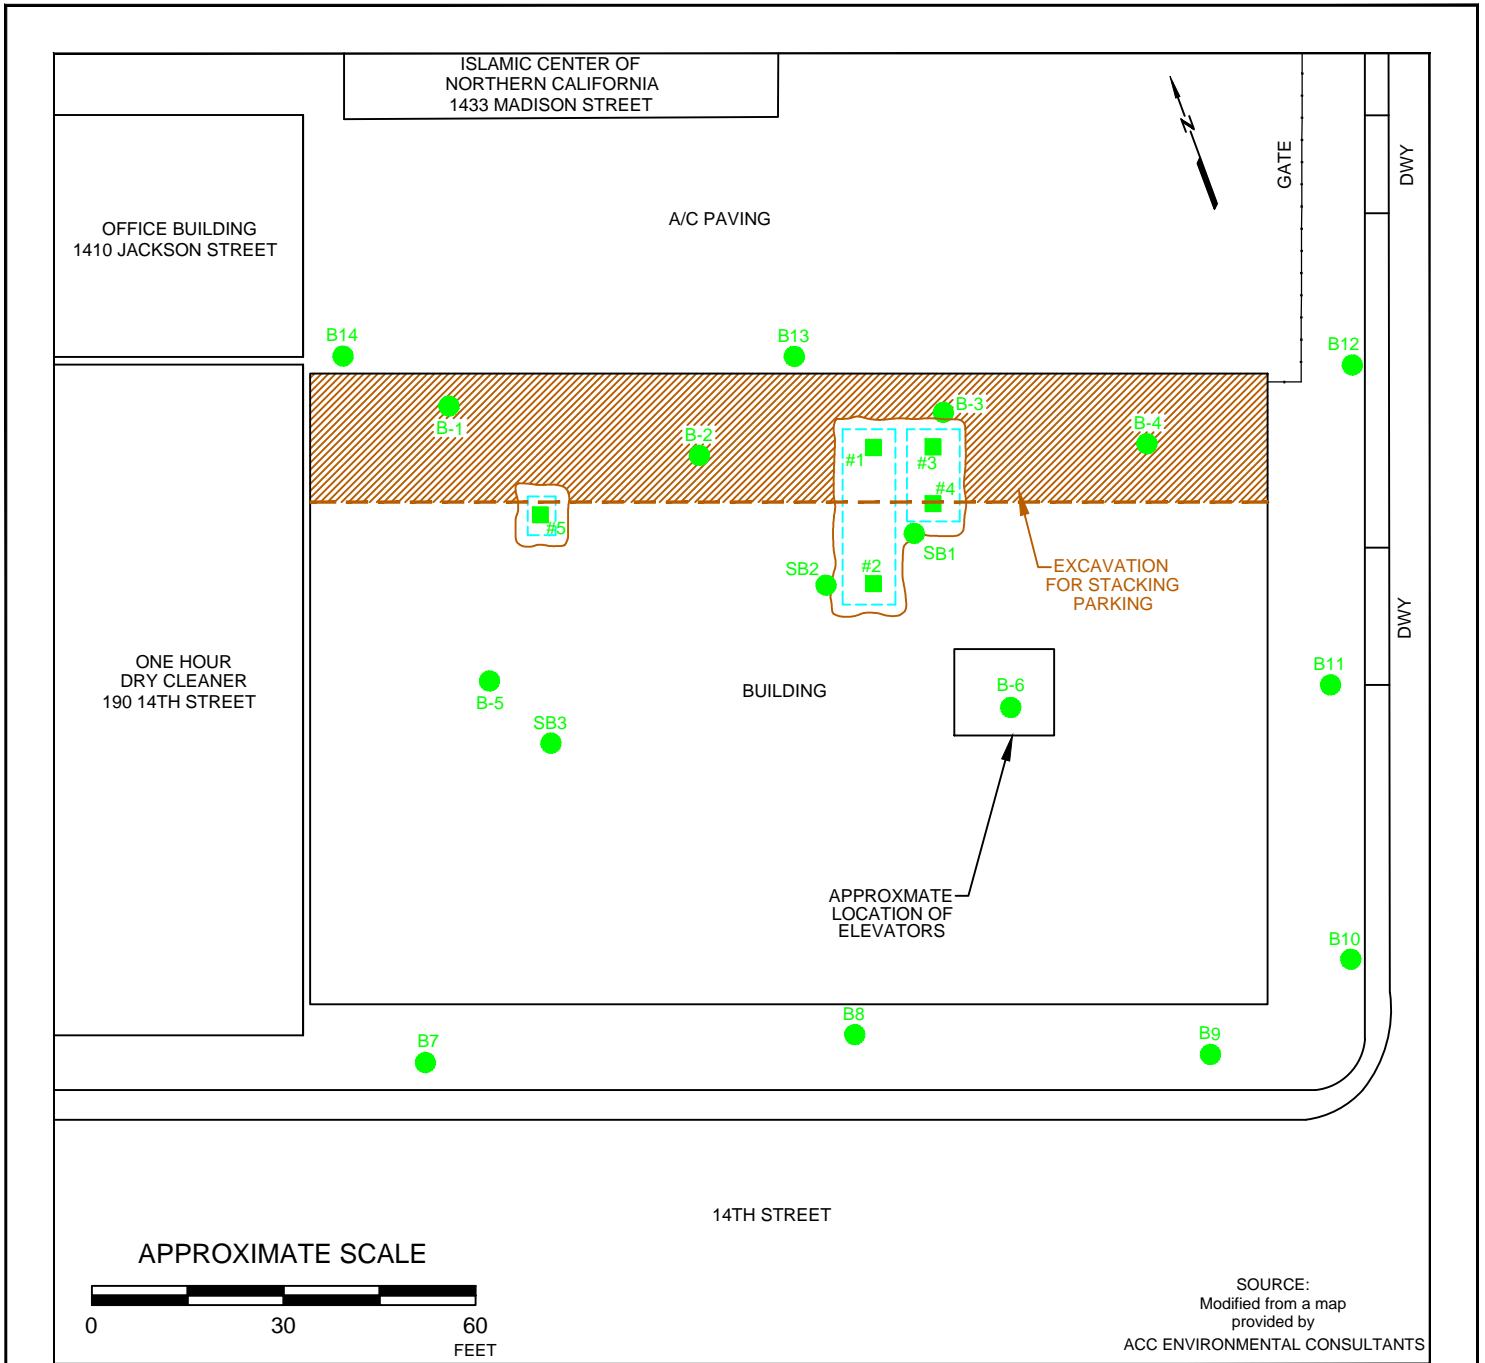 ISLAMIC CENTER OF
NORTHERN CALIFORNIA
1433 MADISON STREET
N
GATE
DWY
OFFICE BUILDING
1410 JACKSON STREET
A/C PAVING
B14
B13
B12
B-1
B-2
B-3
B-4
#1
#3
#4
#5
SB1
SB2
#2
EXCAVATION
FOR STACKING
PARKING
DWY
ONE HOUR
DRY CLEANER
190 14TH STREET
B-5
SB3
BUILDING
B-6
B11
APPROXMATE
LOCATION OF
ELEVATORS
B10
B7
B8
B9
14TH STREET
APPROXIMATE SCALE
0 30 60
FEET
SOURCE:
Modified from a map
provided by
ACC ENVIRONMENTAL CONSULTANTS